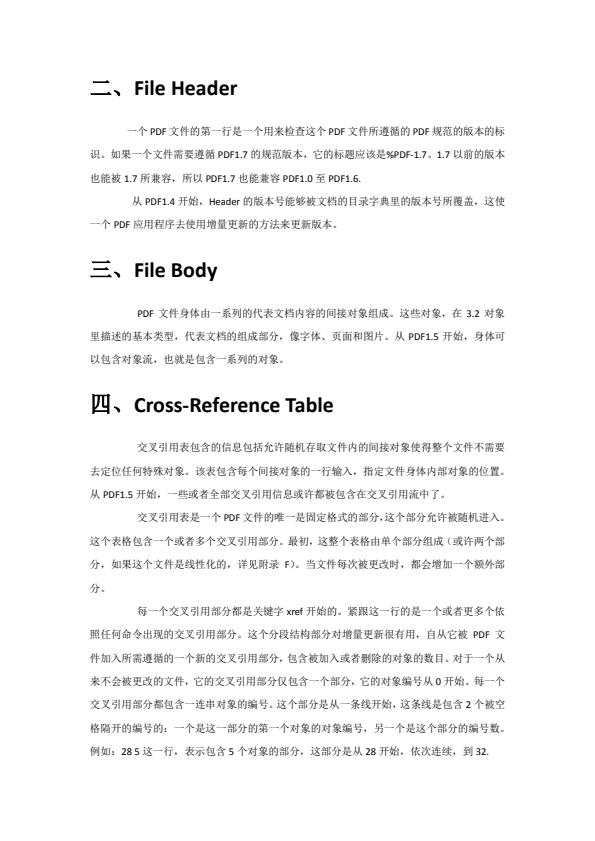 二、File Header
一个 PDF 文件的第一行是一个用来检查这个 PDF 文件所遵循的 PDF 规范的版本的标
识。如果一个文件需要遵循 PDF1.7 的规范版本，它的标题应该是%PDF-1.7。1.7 以前的版本
也能被 1.7 所兼容，所以 PDF1.7 也能兼容 PDF1.0 至 PDF1.6.
从 PDF1.4 开始，Header 的版本号能够被文档的目录字典里的版本号所覆盖，这使
一个 PDF 应用程序去使用增量更新的方法来更新版本。
三、File Body
PDF 文件身体由一系列的代表文档内容的间接对象组成。这些对象，在 3.2 对象
里描述的基本类型，代表文档的组成部分，像字体、页面和图片。从 PDF1.5 开始，身体可
以包含对象流，也就是包含一系列的对象。
四、Cross-Reference Table
交叉引用表包含的信息包括允许随机存取文件内的间接对象使得整个文件不需要
去定位任何特殊对象。该表包含每个间接对象的一行输入，指定文件身体内部对象的位置。
从 PDF1.5 开始，一些或者全部交叉引用信息或许都被包含在交叉引用流中了。
交叉引用表是一个 PDF 文件的唯一是固定格式的部分，这个部分允许被随机进入。
这个表格包含一个或者多个交叉引用部分。最初，这整个表格由单个部分组成（或许两个部
分，如果这个文件是线性化的，详见附录 F）。当文件每次被更改时，都会增加一个额外部
分。
每一个交叉引用部分都是关键字 xref 开始的。紧跟这一行的是一个或者更多个依
照任何命令出现的交叉引用部分。这个分段结构部分对增量更新很有用，自从它被 PDF 文
件加入所需遵循的一个新的交叉引用部分，包含被加入或者删除的对象的数目。对于一个从
来不会被更改的文件，它的交叉引用部分仅包含一个部分，它的对象编号从 0 开始。每一个
交叉引用部分都包含一连串对象的编号。这个部分是从一条线开始，这条线是包含 2 个被空
格隔开的编号的：一个是这一部分的第一个对象的对象编号，另一个是这个部分的编号数。
例如：28 5 这一行，表示包含 5 个对象的部分，这部分是从 28 开始，依次连续，到 32.